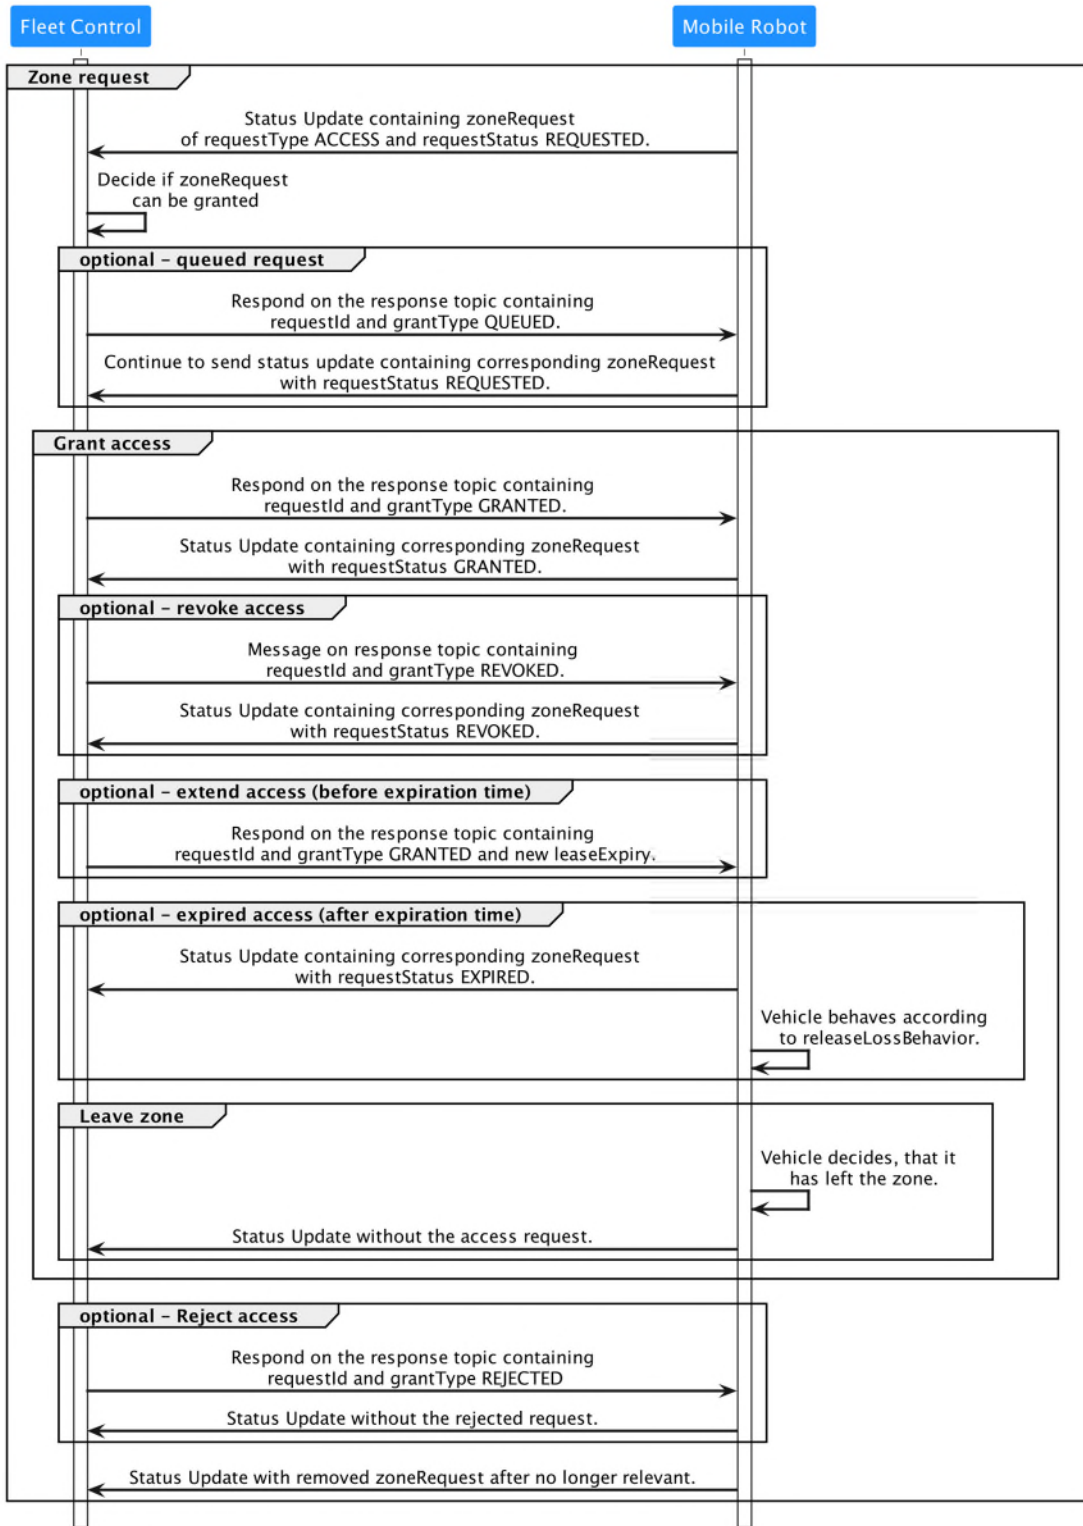 Fleet Control
Mobile Robot
Zone request
Status Update containing zoneRequest
of requestType ACCESS and requestStatus REQUESTED.
Decide if zoneRequest
can be granted
optional – queued request
Respond on the response topic containing
requestId and grantType QUEUED.
Continue to send status update containing corresponding zoneRequest
with requestStatus REQUESTED.
Grant access
Respond on the response topic containing
requestId and grantType GRANTED.
Status Update containing corresponding zoneRequest
with requestStatus GRANTED.
optional – revoke access
Message on response topic containing
requestId and grantType REVOKED.
Status Update containing corresponding zoneRequest
with requestStatus REVOKED.
optional – extend access (before expiration time)
Respond on the response topic containing
requestId and grantType GRANTED and new leaseExpiry.
optional – expired access (after expiration time)
Status Update containing corresponding zoneRequest
with requestStatus EXPIRED.
Vehicle behaves according
to releaseLossBehavior.
Leave zone
Vehicle decides, that it
has left the zone.
Status Update without the access request.
optional – Reject access
Respond on the response topic containing
requestId and grantType REJECTED
Status Update without the rejected request.
Status Update with removed zoneRequest after no longer relevant.